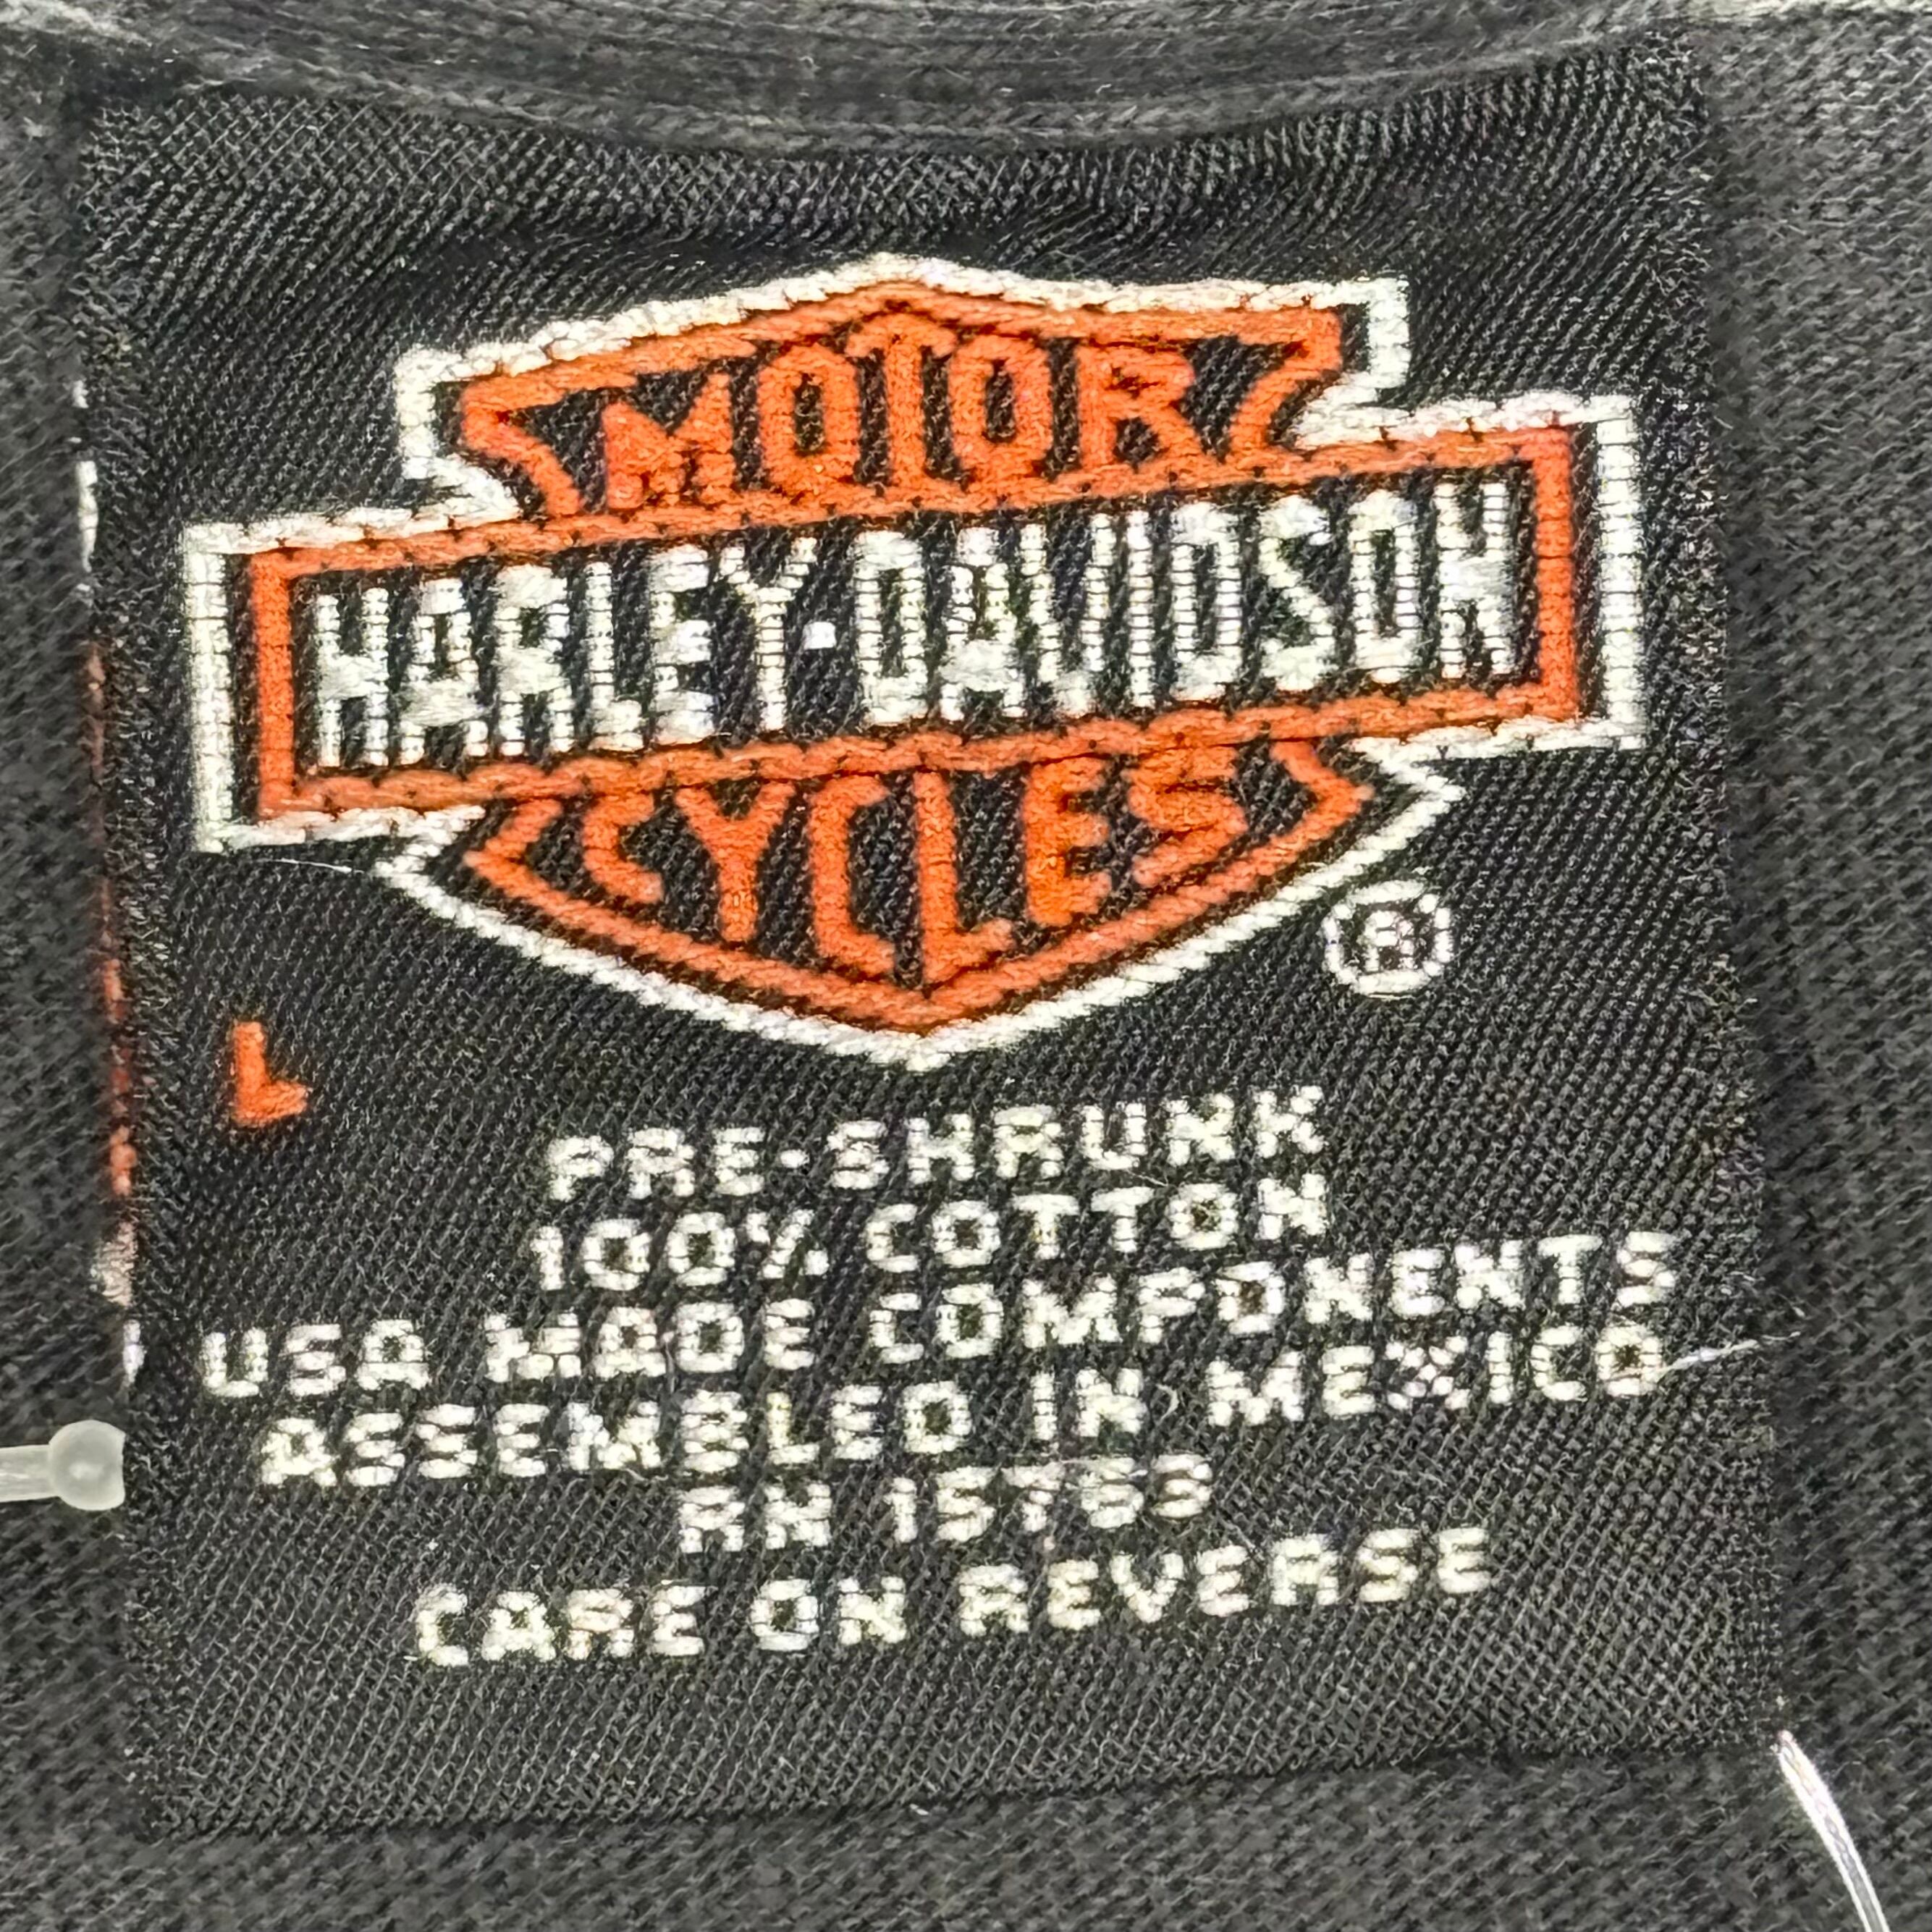 MOTOR
HARLEY-DAVIDSON
CYCLES
®
L
PRE-SHRUNK
100% COTTON
USA MADE COMPONENTS
ASSEMBLED IN MEXICO
RN 15763
CARE ON REVERSE